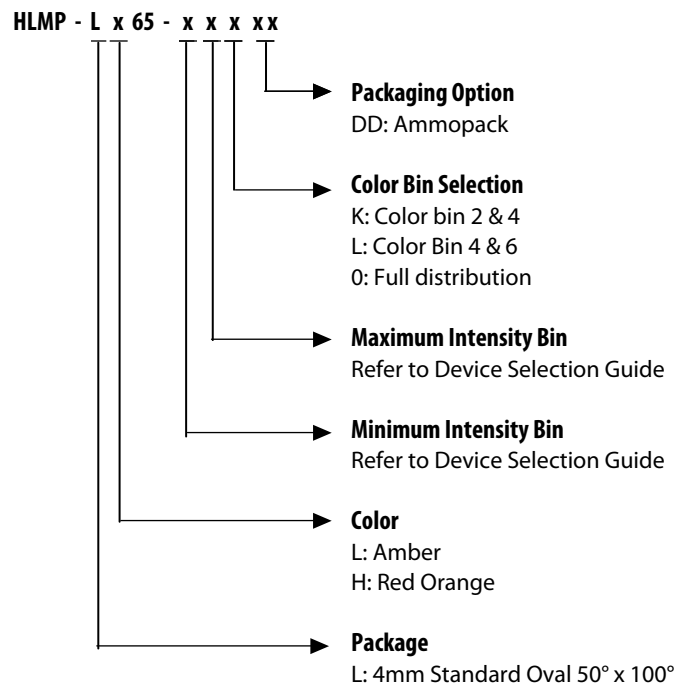 HLMP - L x 65 - x x x xx
Packaging Option
DD: Ammopack
Color Bin Selection
K: Color bin 2 & 4
L: Color Bin 4 & 6
0: Full distribution
Maximum Intensity Bin
Refer to Device Selection Guide
Minimum Intensity Bin
Refer to Device Selection Guide
Color
L: Amber
H: Red Orange
Package
L: 4mm Standard Oval 50° x 100°